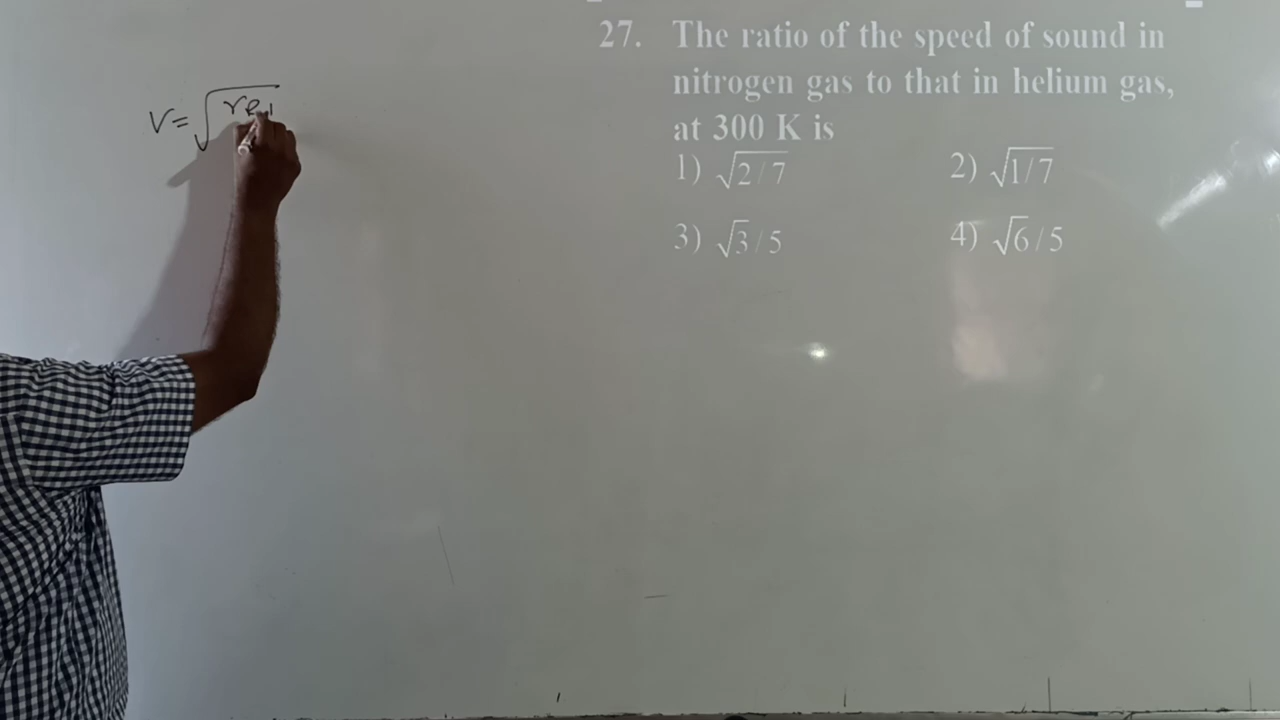 27. The ratio of the speed of sound in
nitrogen gas to that in helium gas,
at 300 K is
1) √2/7 2) √1/7
3) √3/5 4) √6/5
V=√